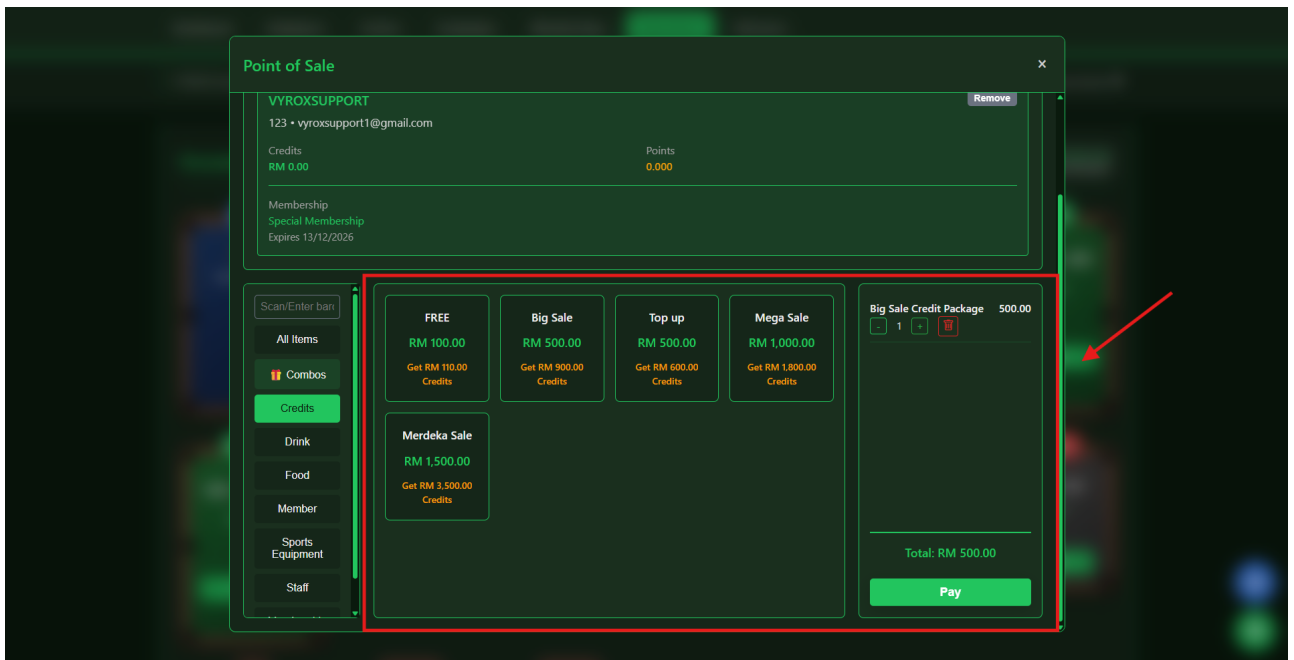 Point of Sale
×
VYROXSUPPORT
Remove
123 • vyroxsupport1@gmail.com
Credits
Points
RM 0.00
0.000
Membership
Special Membership
Expires 13/12/2026
Scan/Enter barc
All Items
Combos
Credits
Drink
Food
Member
Sports
Equipment
Staff
FREE
RM 100.00
Get RM 110.00
Credits
Big Sale
RM 500.00
Get RM 900.00
Credits
Top up
RM 500.00
Get RM 600.00
Credits
Mega Sale
RM 1,000.00
Get RM 1,800.00
Credits
Merdeka Sale
RM 1,500.00
Get RM 3,500.00
Credits
Big Sale Credit Package 500.00
- 1 +
Total: RM 500.00
Pay